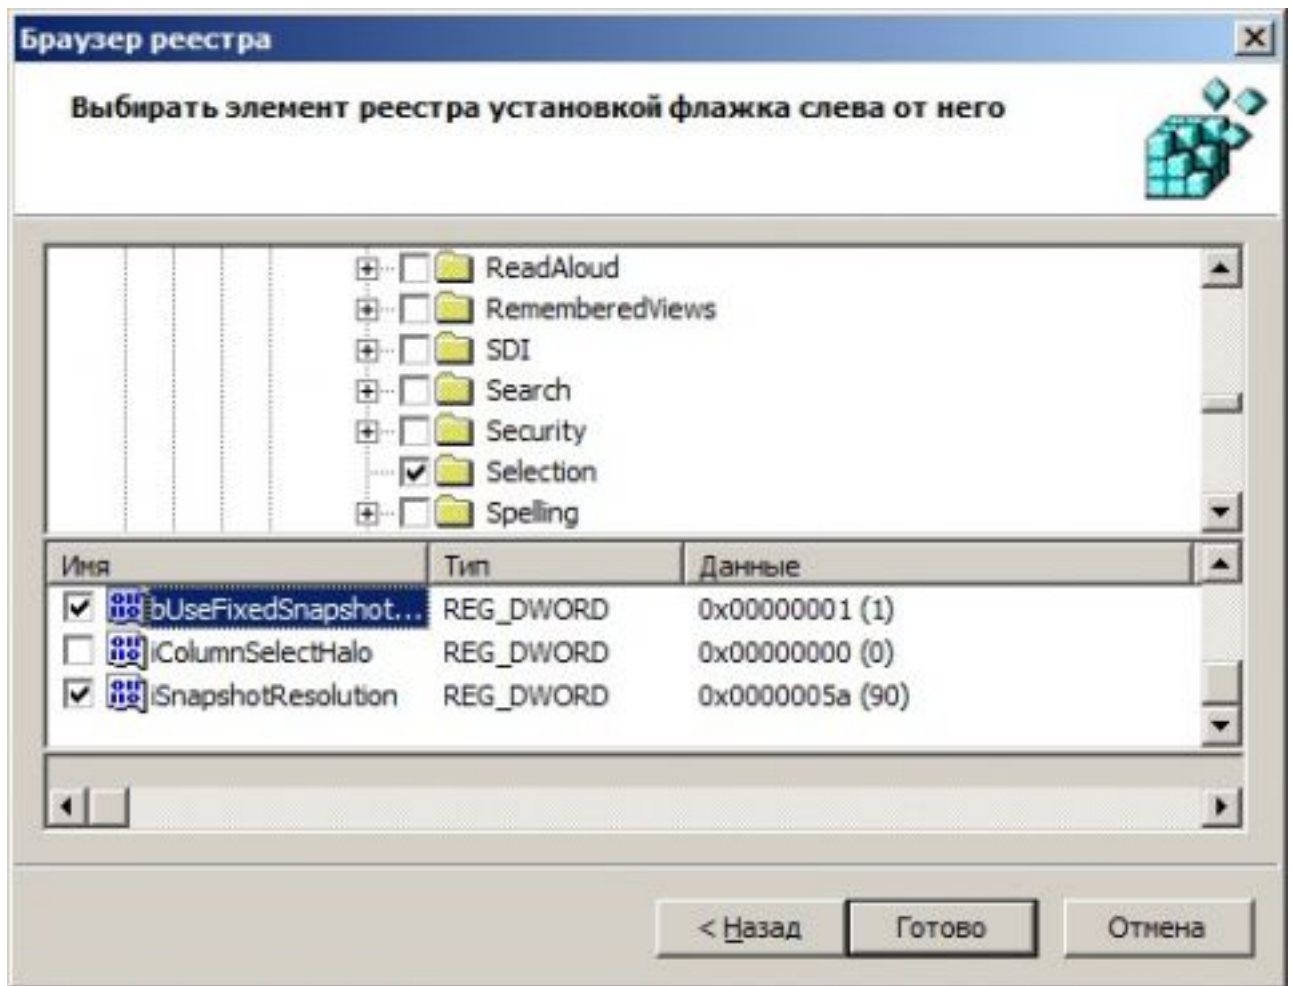 Браузер реестра
Выбирать элемент реестра установкой флажка слева от него
ReadAloud
RememberedViews
SDI
Search
Security
Selection
Spelling
Имя Тип Данные
bUseFixedSnapshot... REG_DWORD 0x00000001 (1)
iColumnSelectHalo REG_DWORD 0x00000000 (0)
iSnapshotResolution REG_DWORD 0x0000005a (90)
< Назад Готово Отмена